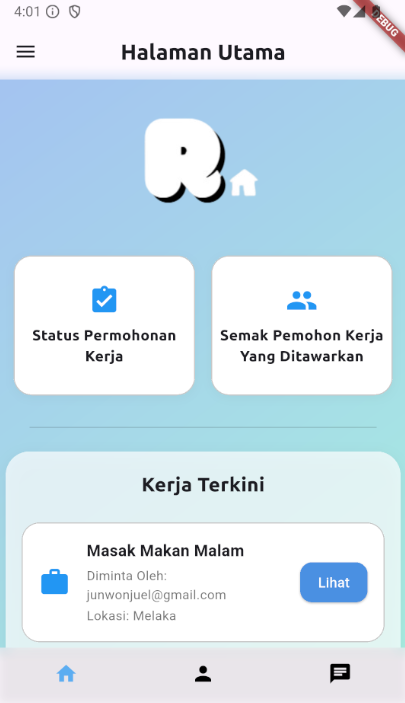 4:01
DEBUG
Halaman Utama
R
Status Permohonan
Kerja
Semak Pemohon Kerja
Yang Ditawarkan
Kerja Terkini
Masak Makan Malam
Diminta Oleh:
junwonjuel@gmail.com
Lokasi: Melaka
Lihat